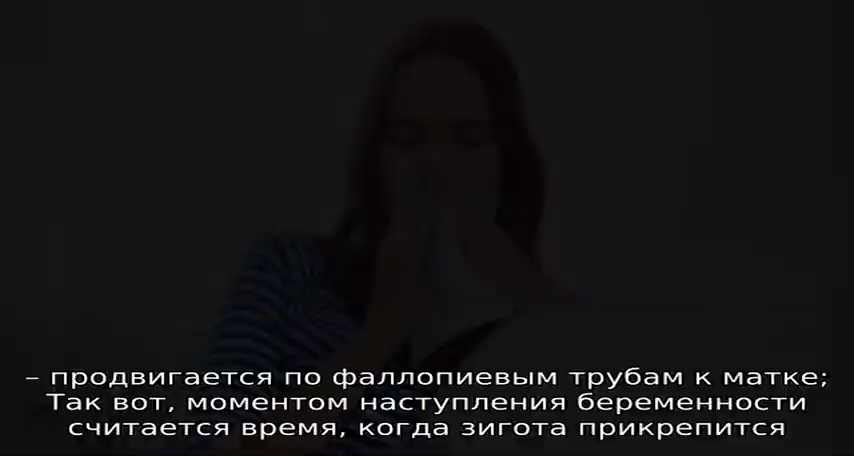 – продвигается по фаллопиевым трубам к матке;
Так вот, моментом наступления беременности
считается время, когда зигота прикрепится